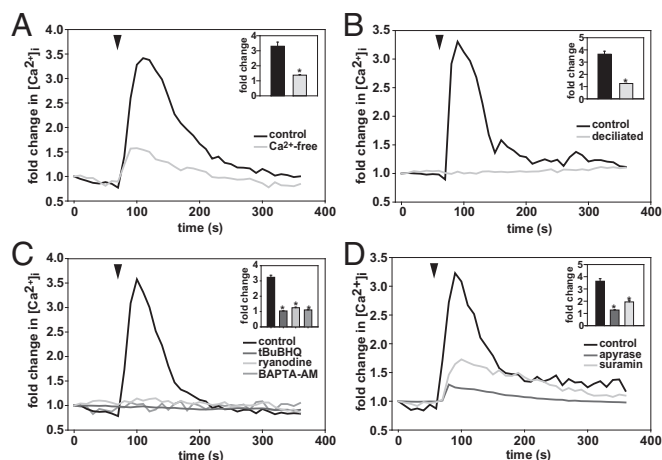 A
fold change in [Ca2+]i
4.0
3.5
3.0
2.5
2.0
1.5
1.0
0.5
0 100 200 300 400
time (s)
control
Ca2+-free
fold change
4
3
2
1
0
*
B
fold change in [Ca2+]i
3.5
3.0
2.5
2.0
1.5
1.0
0.5
0 100 200 300 400
time (s)
control
deciliated
fold change
5
4
3
2
1
0
*
C
fold change in [Ca2+]i
4.0
3.5
3.0
2.5
2.0
1.5
1.0
0.5
0 100 200 300 400
time (s)
control
tBuBHQ
ryanodine
BAPTA-AM
fold change
4
3
2
1
0
* * *
D
fold change in [Ca2+]i
3.5
3.0
2.5
2.0
1.5
1.0
0.5
0 100 200 300 400
time (s)
control
apyrase
suramin
fold change
5
4
3
2
1
0
* *